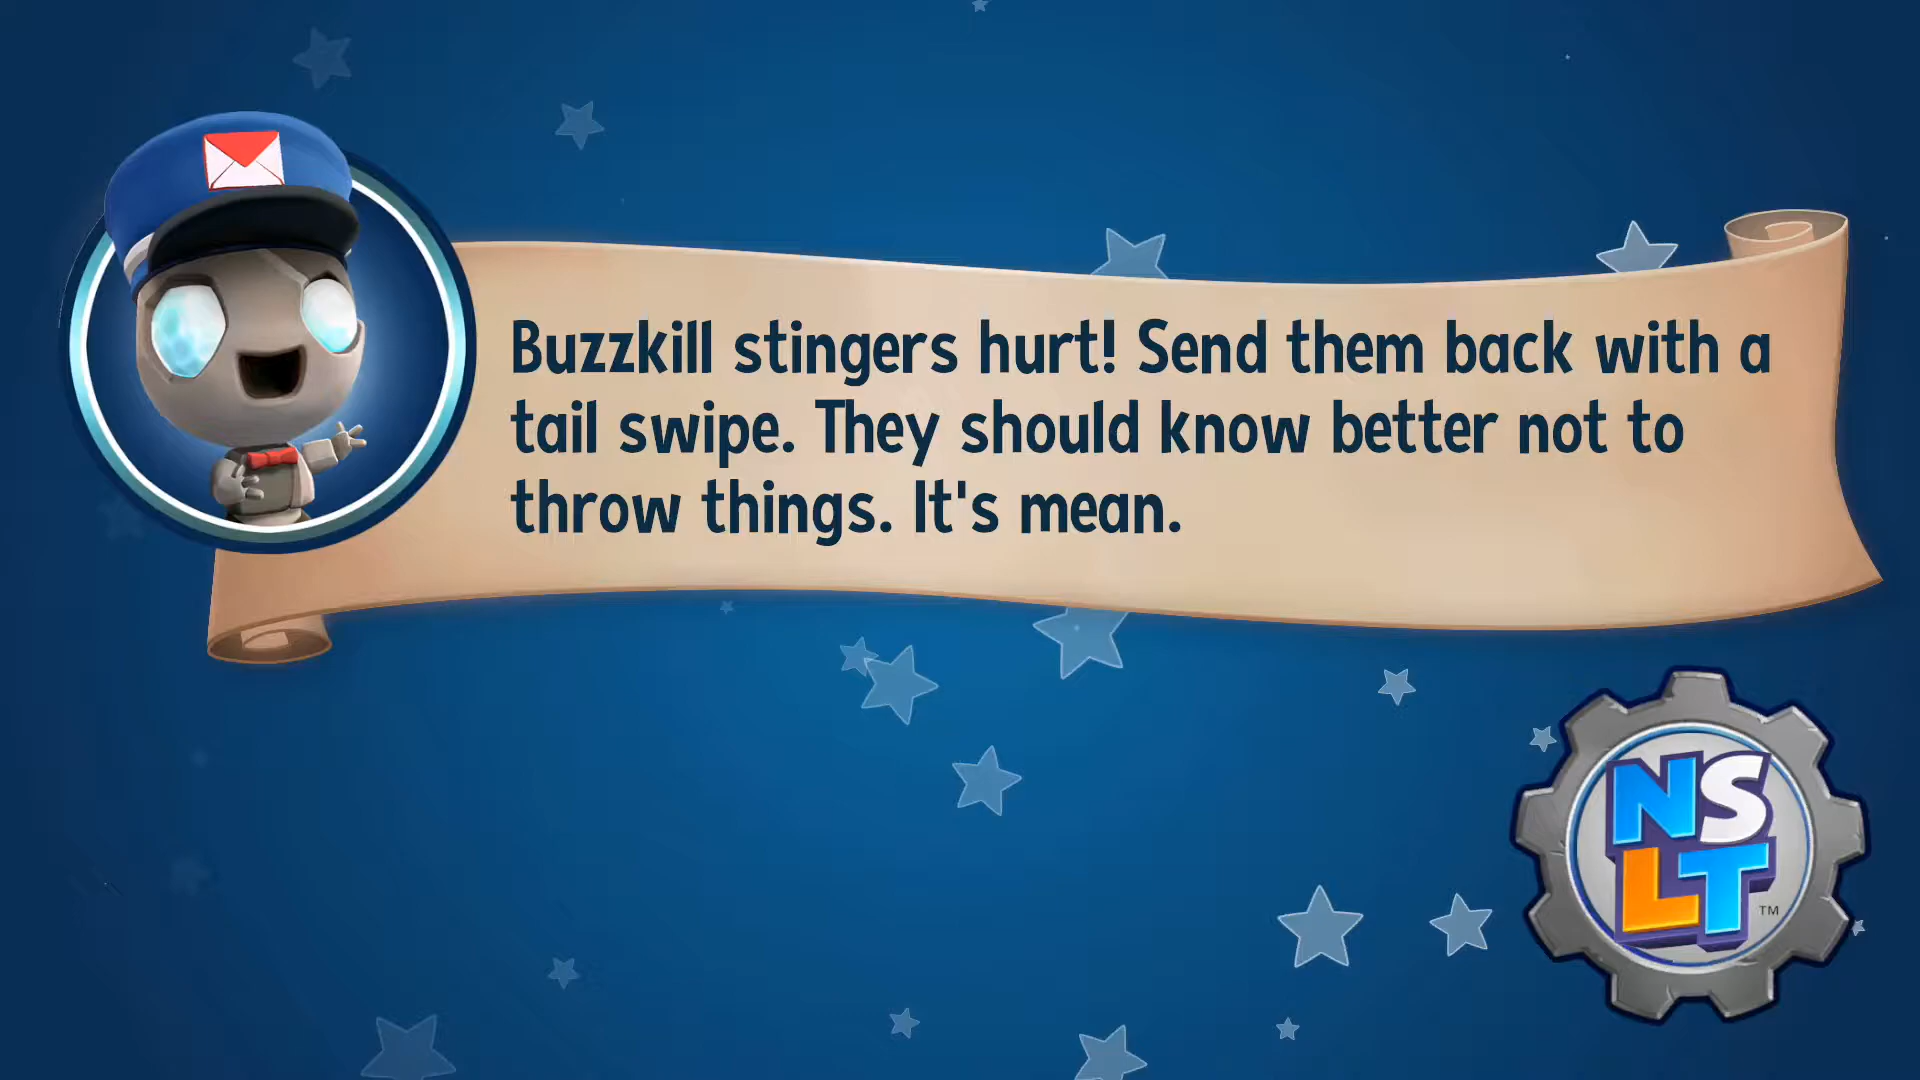 Buzzkill stingers hurt! Send them back with a
tail swipe. They should know better not to
throw things. It's mean.
NS
LT
TM